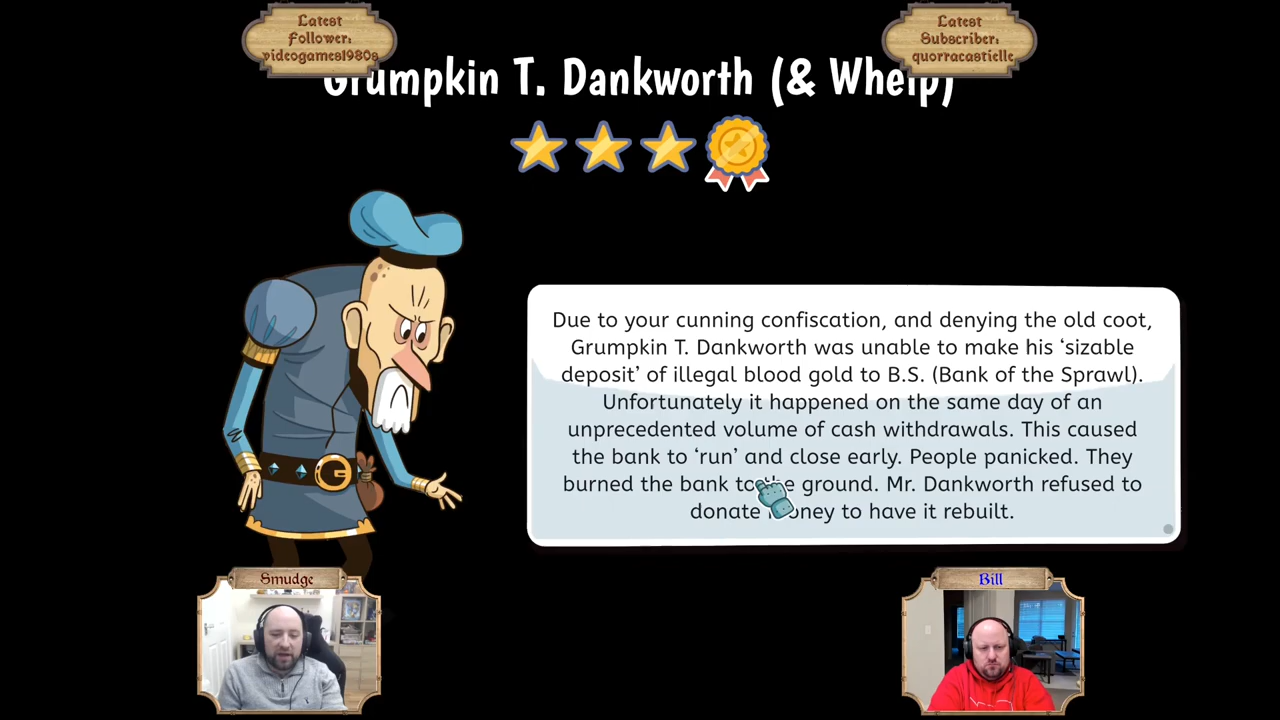 Latest
Follower:
videogames1980s
Latest
Subscriber:
quorracastielle
Grumpkin T. Dankworth (& Whelp)
Due to your cunning confiscation, and denying the old coot,
Grumpkin T. Dankworth was unable to make his ‘sizable
deposit’ of illegal blood gold to B.S. (Bank of the Sprawl).
Unfortunately it happened on the same day of an
unprecedented volume of cash withdrawals. This caused
the bank to ‘run’ and close early. People panicked. They
burned the bank to the ground. Mr. Dankworth refused to
donate money to have it rebuilt.
G
Smudge
Bill